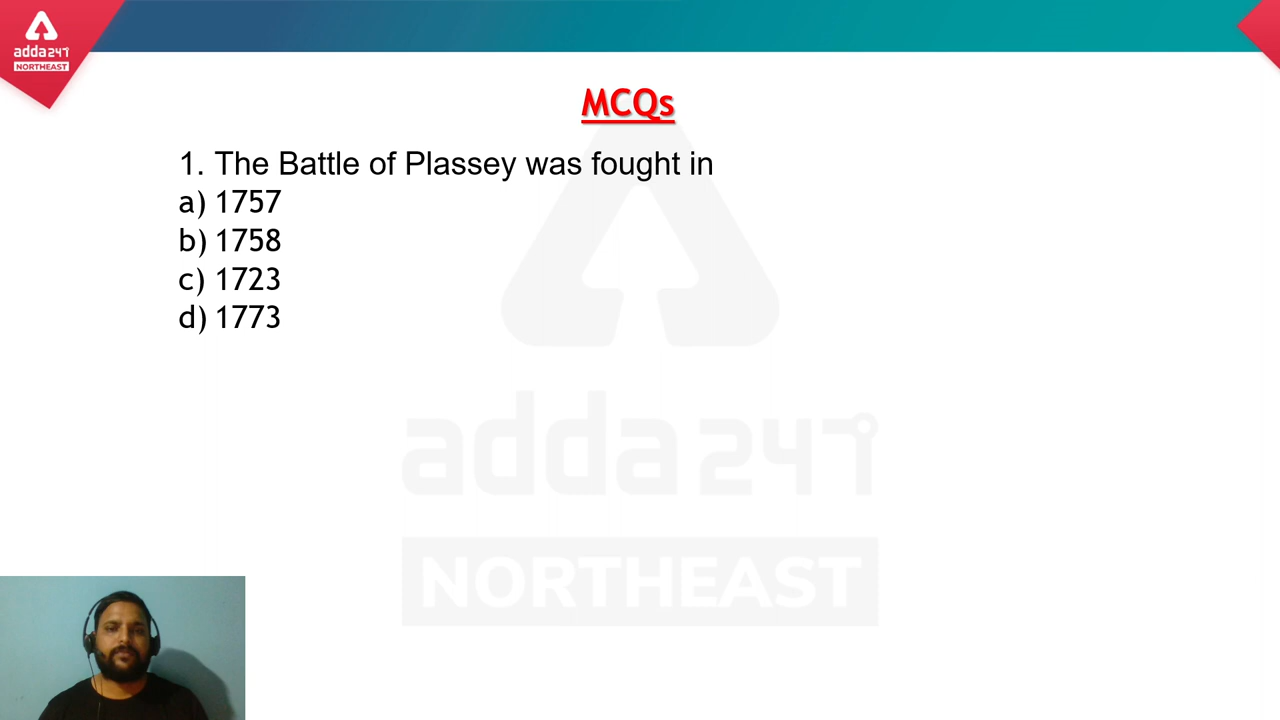 adda247
NORTHEAST
MCQs
1. The Battle of Plassey was fought in
a) 1757
b) 1758
c) 1723
d) 1773
adda247
NORTHEAST